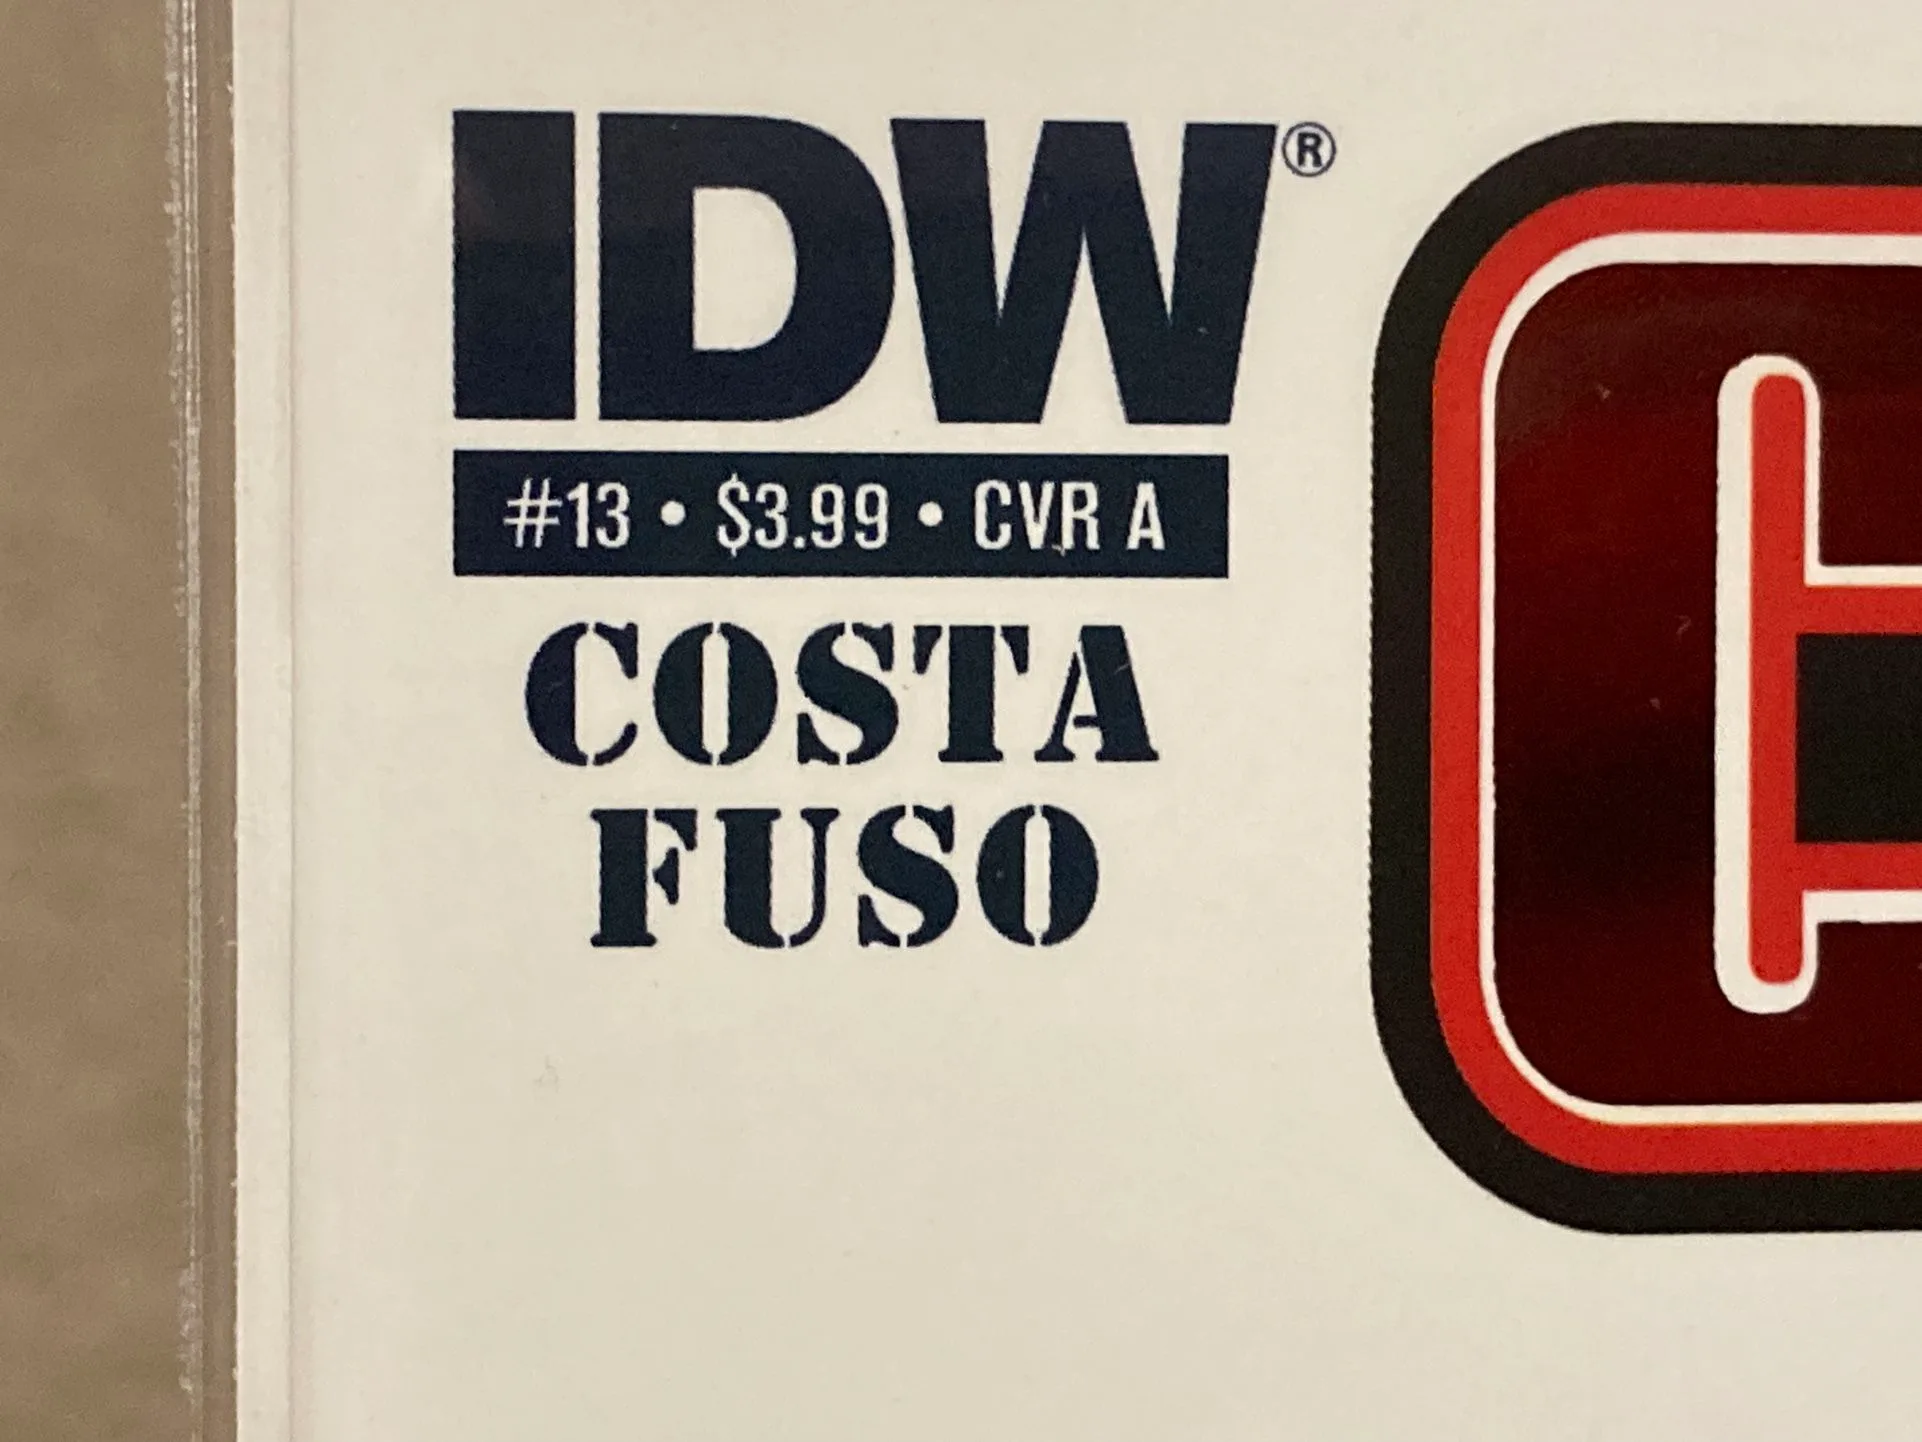 IDW®
#13 • $3.99 • CVR A
COSTA
FUSO